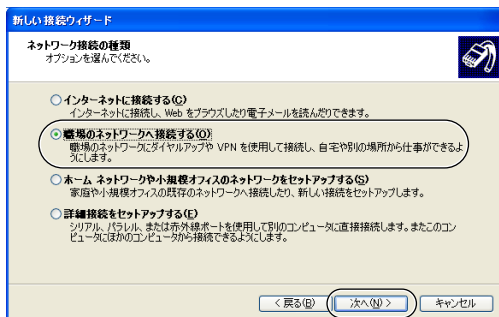 新しい接続ウィザード
ネットワーク接続の種類
オプションを選んでください。
インターネットに接続する(C)
インターネットに接続し、Web をブラウズしたり電子メールを読んだりできます。
職場のネットワークへ接続する(O)
職場のネットワークにダイヤルアップや VPN を使用して接続し、自宅や別の場所から仕事ができるよ
うにします。
ホーム ネットワークや小規模オフィスのネットワークをセットアップする(S)
家庭や小規模オフィスの既存のネットワークへ接続したり、新しい接続をセットアップします。
詳細接続をセットアップする(E)
シリアル、パラレル、または赤外線ポートを使用して別のコンピュータに直接接続します。またこのコン
ピュータにほかのコンピュータから接続できるようにします。
< 戻る(B) 次へ(N) > キャンセル